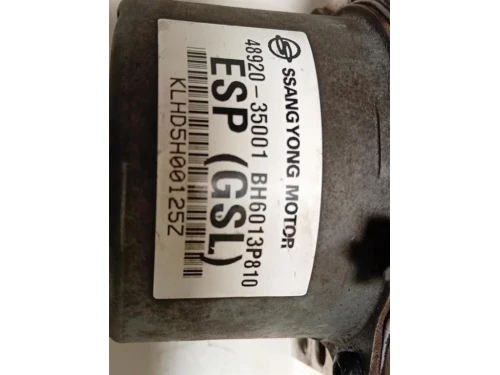 SSANGYONG MOTOR
48920-35001 BH6013P810
ESP (GSL)
KLHD5H00125Z